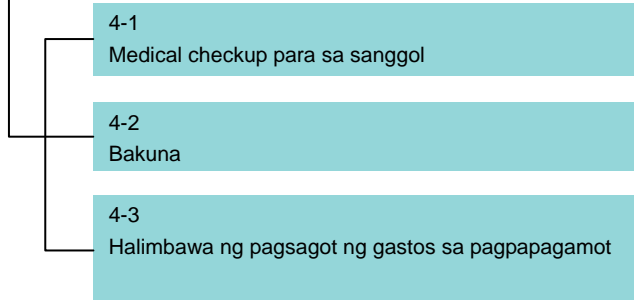 4-1
Medical checkup para sa sanggol
4-2
Bakuna
4-3
Halimbawa ng pagsagot ng gastos sa pagpapagamot